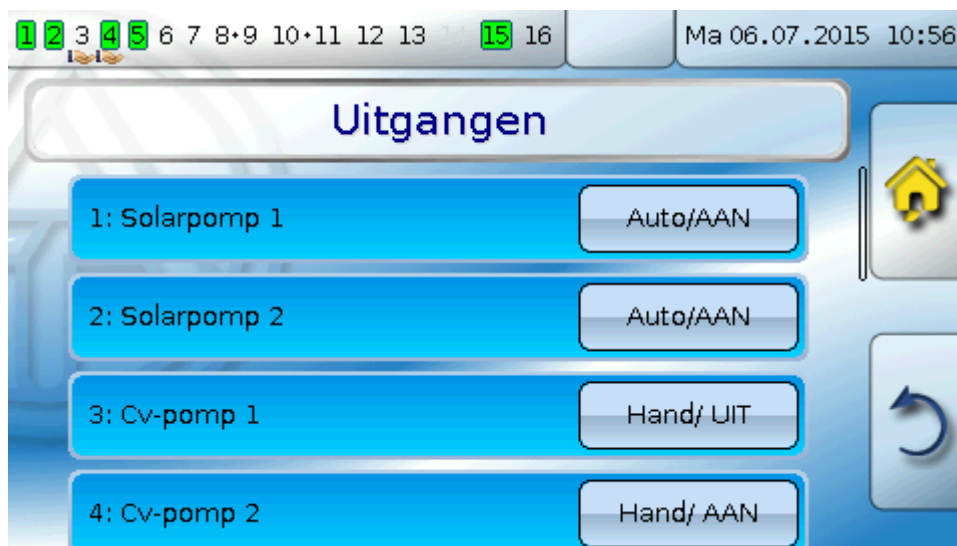 1 2 3 4 5 6 7 8•9 10•11 12 13 14 15 16 Ma 06.07.2015 10:56
Uitgangen
1: Solarpomp 1 Auto/AAN
2: Solarpomp 2 Auto/AAN
3: Cv-pomp 1 Hand/ UIT
4: Cv-pomp 2 Hand/ AAN